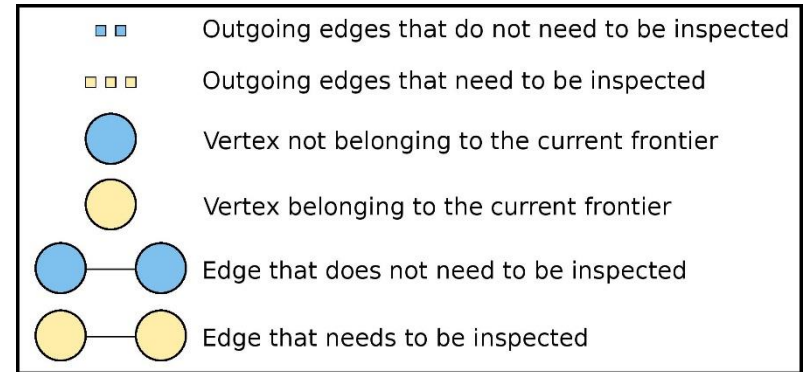 Outgoing edges that do not need to be inspected
Outgoing edges that need to be inspected
Vertex not belonging to the current frontier
Vertex belonging to the current frontier
Edge that does not need to be inspected
Edge that needs to be inspected